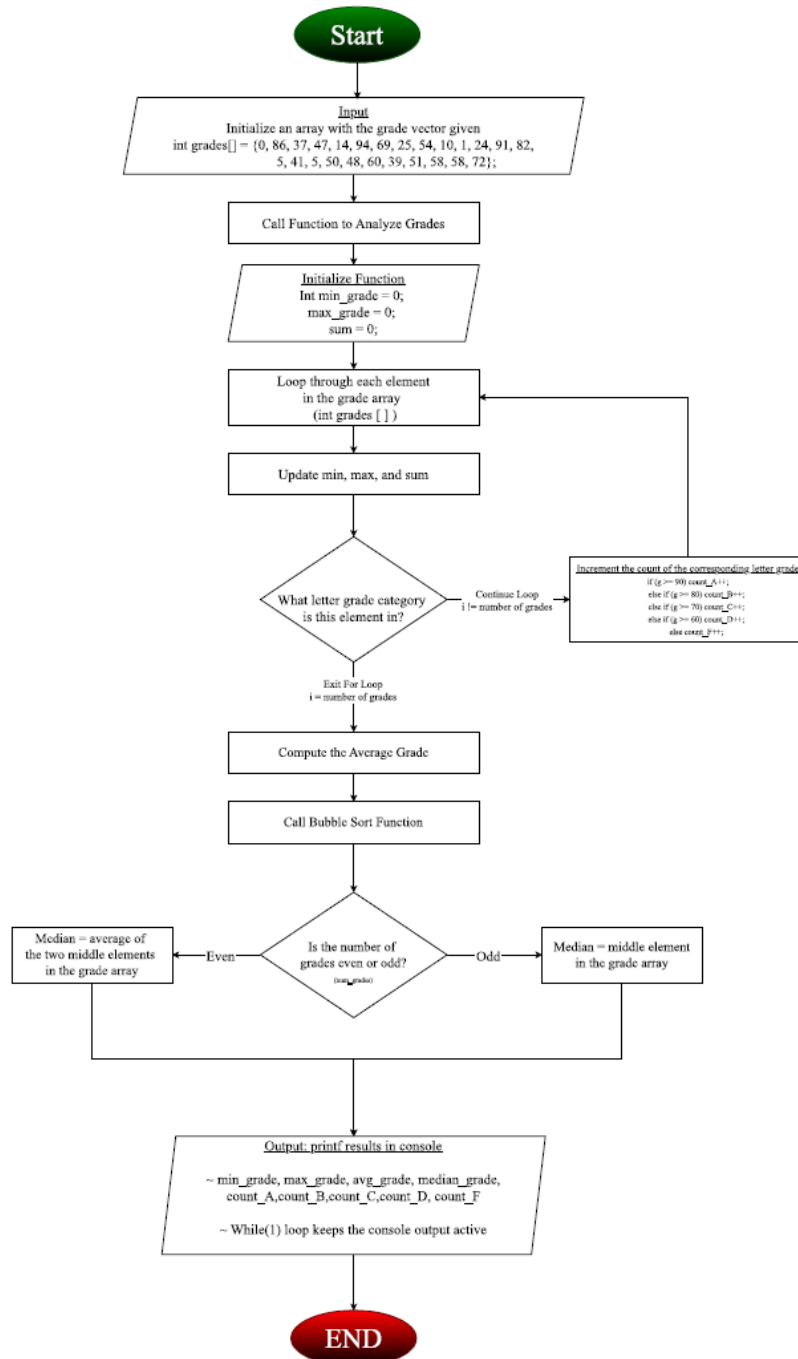 Start
Input
Initialize an array with the grade vector given
int grades[] = {0, 86, 37, 47, 14, 94, 69, 25, 54, 10, 1, 24, 91, 82,
5, 41, 5, 50, 48, 60, 39, 51, 58, 58, 72};
Call Function to Analyze Grades
Initialize Function
Int min_grade = 0;
max_grade = 0;
sum = 0;
Loop through each element
in the grade array
(int grades [ ] )
Update min, max, and sum
What letter grade category
is this element in?
Continue Loop
i != number of grades
Increment the count of the corresponding letter grade
if (g >= 90) count_A++;
else if (g >= 80) count_B++;
else if (g >= 70) count_C++;
else if (g >= 60) count_D++;
else count_F++;
Exit For Loop
i = number of grades
Compute the Average Grade
Call Bubble Sort Function
Is the number of
grades even or odd?
(num_grades)
Even
Median = average of
the two middle elements
in the grade array
Odd
Median = middle element
in the grade array
Output: printf results in console
~ min_grade, max_grade, avg_grade, median_grade,
count_A,count_B,count_C,count_D, count_F
~ While(1) loop keeps the console output active
END